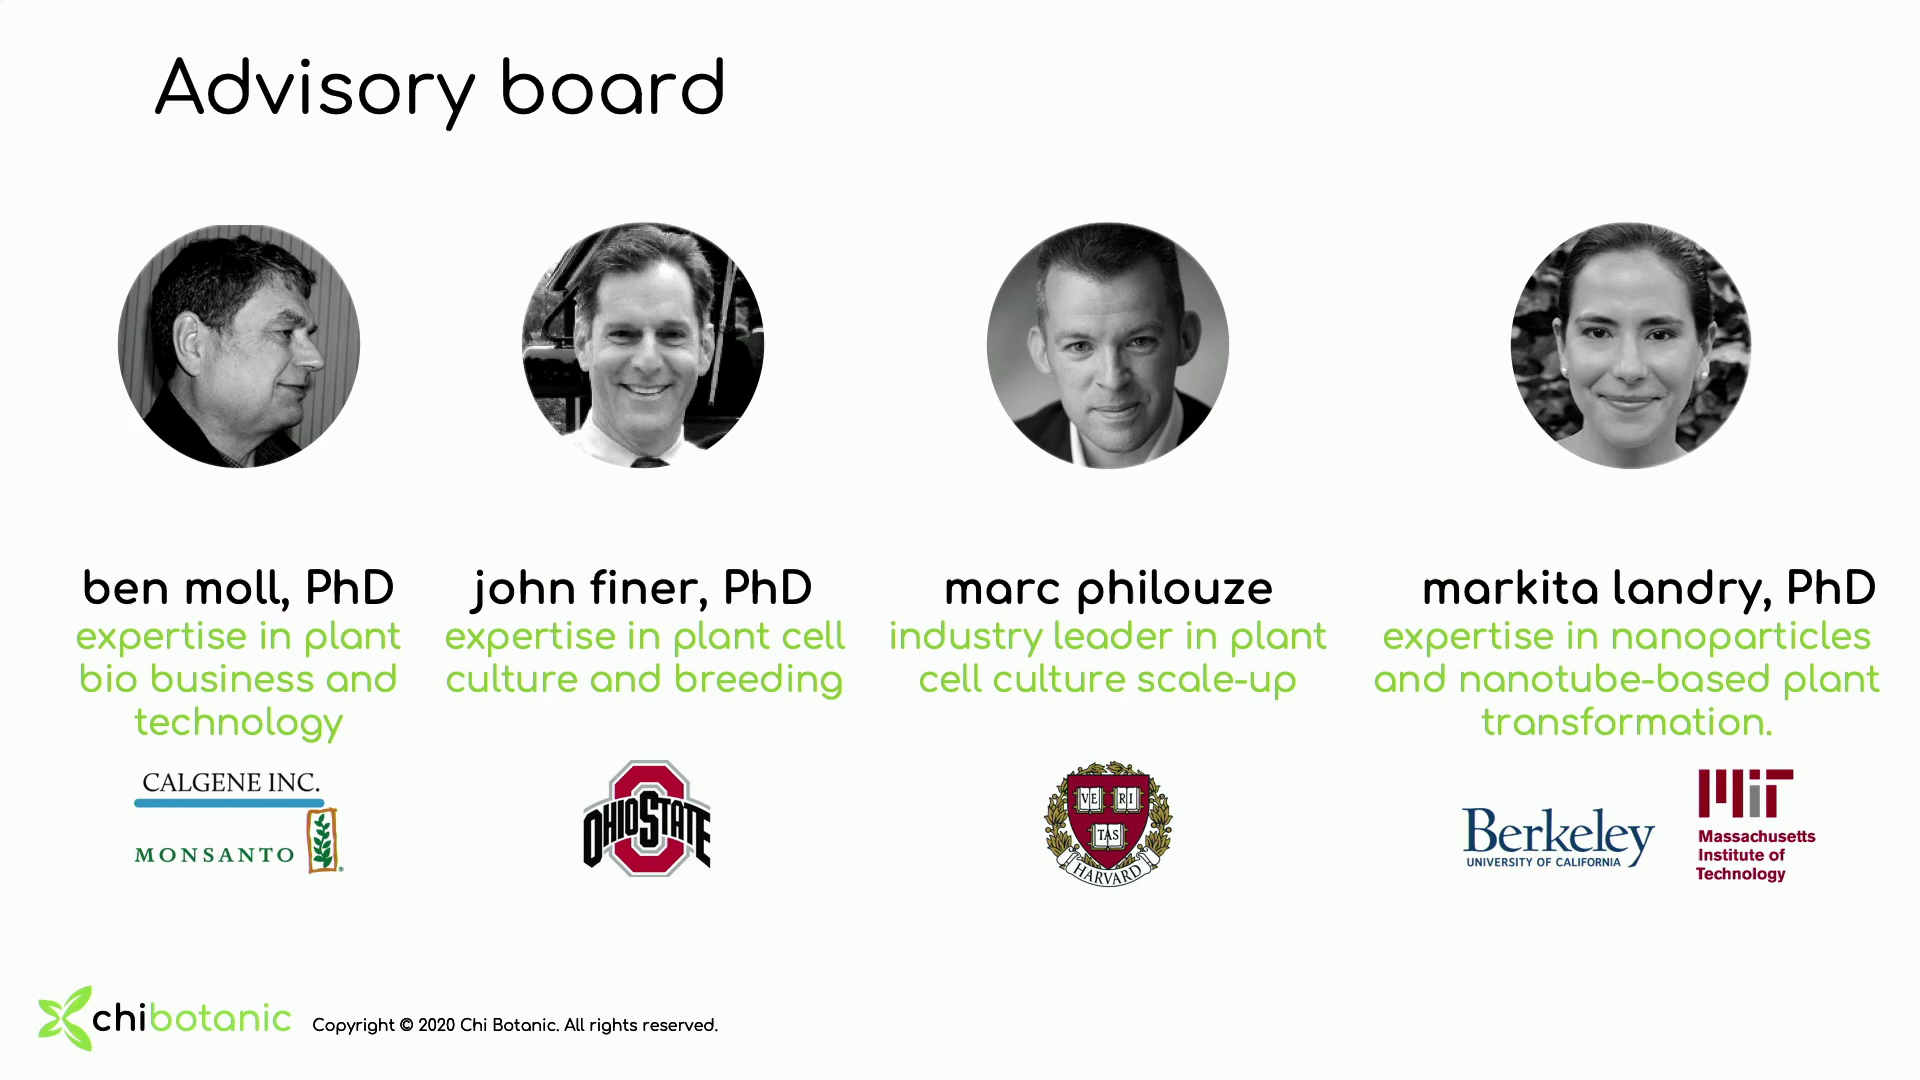 Advisory board
ben moll, PhD
expertise in plant
bio business and
technology
CALGENE INC.
MONSANTO
john finer, PhD
expertise in plant cell
culture and breeding
OHIO STATE
marc philouze
industry leader in plant
cell culture scale-up
VE RI
TAS
HARVARD
markita landry, PhD
expertise in nanoparticles
and nanotube-based plant
transformation.
Berkeley
UNIVERSITY OF CALIFORNIA
MIT
Massachusetts
Institute of
Technology
chibotanic
Copyright © 2020 Chi Botanic. All rights reserved.